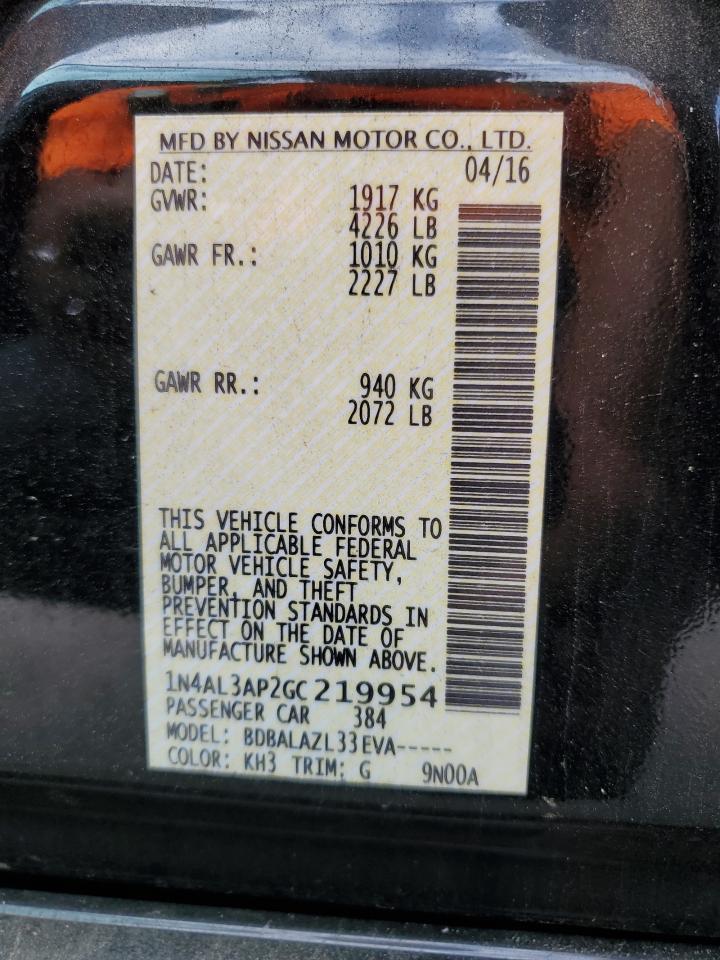 MFD BY NISSAN MOTOR CO., LTD.
DATE: 04/16
GVWR: 1917 KG
4226 LB
GAWR FR.: 1010 KG
2227 LB
GAWR RR.: 940 KG
2072 LB
THIS VEHICLE CONFORMS TO
ALL APPLICABLE FEDERAL
MOTOR VEHICLE SAFETY,
BUMPER, AND THEFT
PREVENTION STANDARDS IN
EFFECT ON THE DATE OF
MANUFACTURE SHOWN ABOVE.
1N4AL3AP2GC219954
PASSENGER CAR 384
MODEL: BDBALAZL33EVA-----
COLOR: KH3 TRIM: G 9N00A